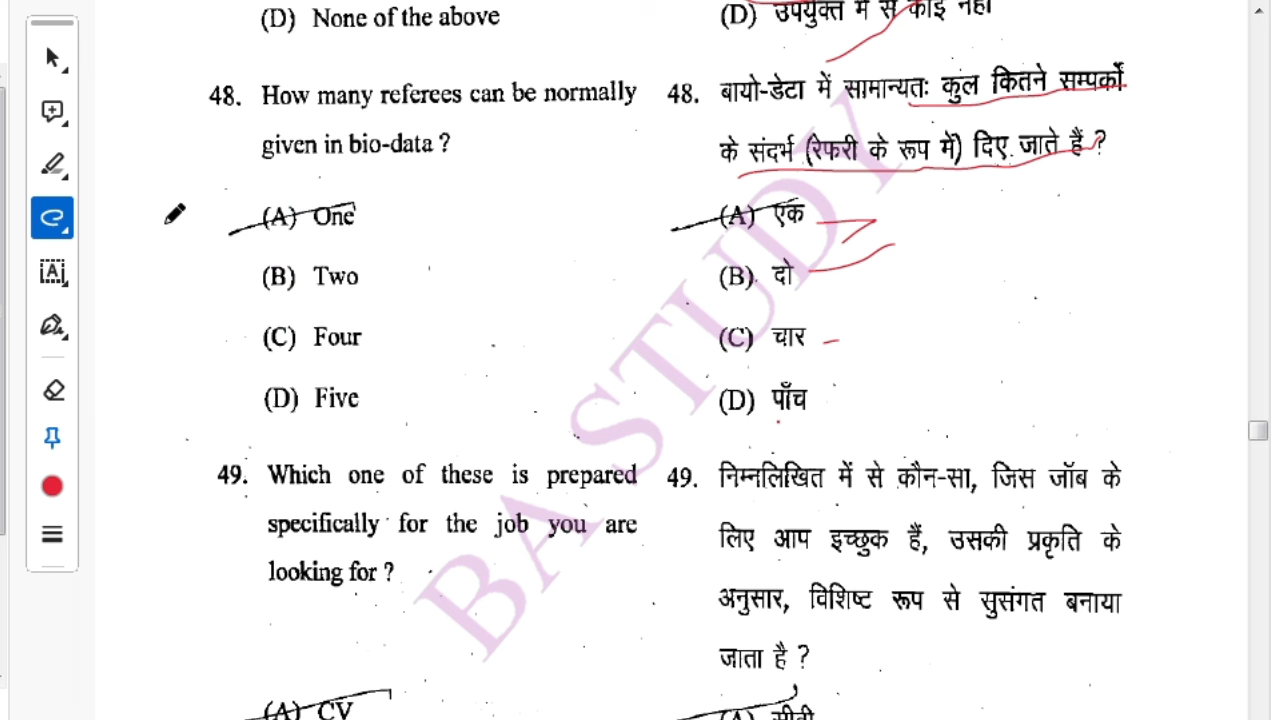 (D) None of the above
(D) उपर्युक्त में से कोई नहीं
48. How many referees can be normally
given in bio-data ?
(A) One
(B) Two
(C) Four
(D) Five
48. बायो-डेटा में सामान्यतः कुल कितने सम्पर्कों
के संदर्भ (रेफरी के रूप में) दिए जाते हैं ?
(A) एक
(B) दो
(C) चार
(D) पाँच
49. Which one of these is prepared
specifically for the job you are
looking for ?
(A) CV
49. निम्नलिखित में से कौन-सा, जिस जॉब के
लिए आप इच्छुक हैं, उसकी प्रकृति के
अनुसार, विशिष्ट रूप से सुसंगत बनाया
जाता है ?
(A) सीवी
BA STUDY